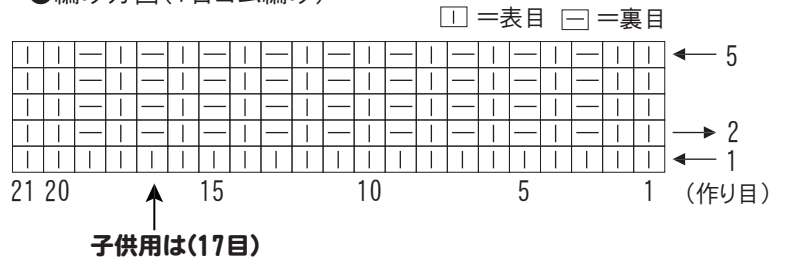 ●編み方図(1目ゴム編み)
| =表目 — =裏目
5
2
1
21 20 15 10 5 1 (作り目)
子供用は(17目)